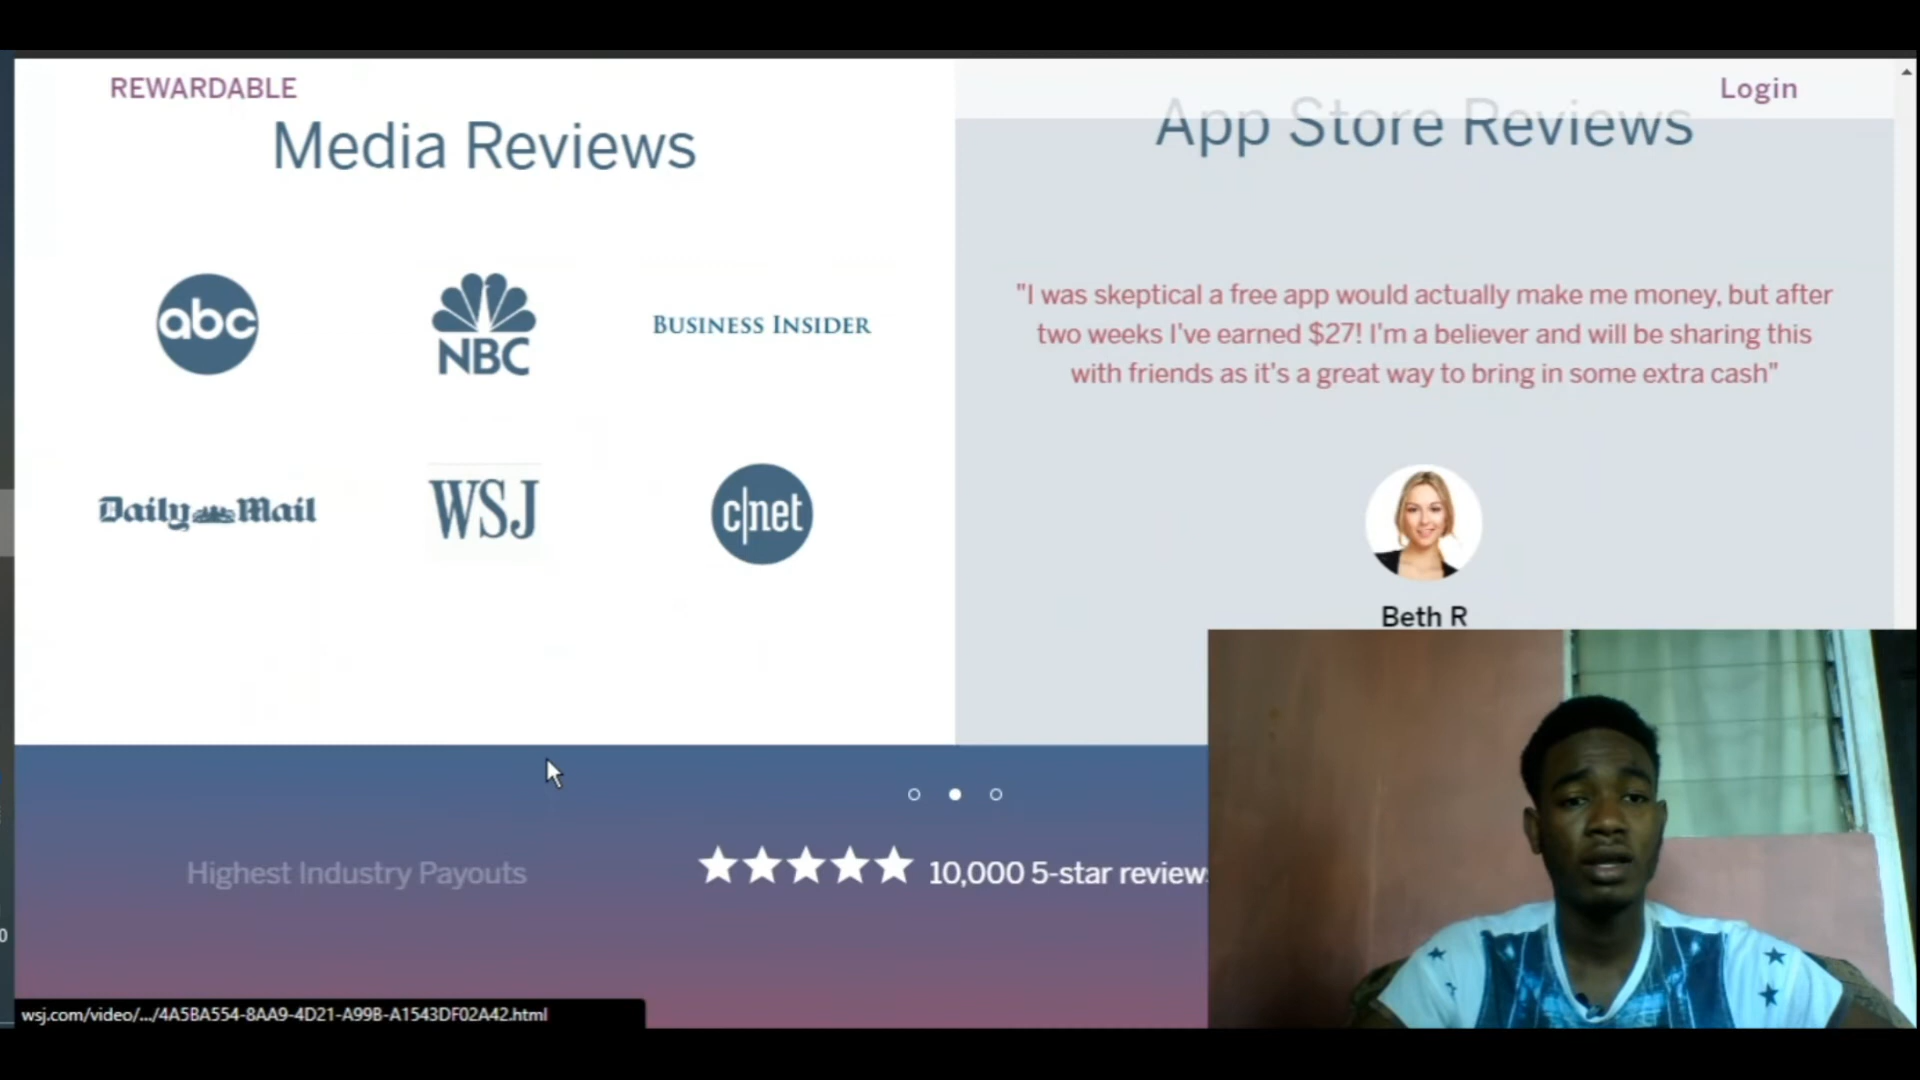 REWARDABLE
Login
Media Reviews
App Store Reviews
abc
NBC
BUSINESS INSIDER
Daily Mail
WSJ
c|net
"I was skeptical a free app would actually make me money, but after
two weeks I've earned $27! I'm a believer and will be sharing this
with friends as it's a great way to bring in some extra cash"
Beth R
Highest Industry Payouts
10,000 5-star review
0
wsj.com/video/.../4A5BA554-8AA9-4D21-A99B-A1543DF02A42.html